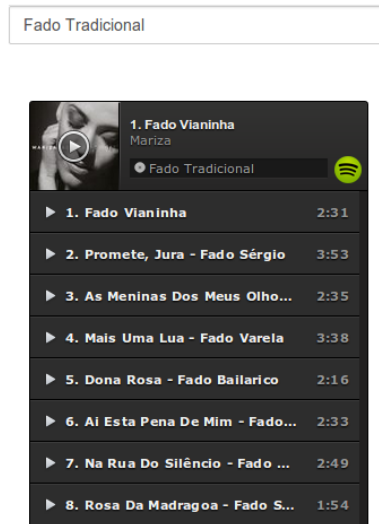 Fado Tradicional
MARIZA
1. Fado Vianinha
Mariza
Fado Tradicional
1. Fado Vianinha 2:31
2. Promete, Jura - Fado Sérgio 3:53
3. As Meninas Dos Meus Olho... 2:35
4. Mais Uma Lua - Fado Varela 3:38
5. Dona Rosa - Fado Bailarico 2:16
6. Ai Esta Pena De Mim - Fado... 2:33
7. Na Rua Do Silêncio - Fado ... 2:49
8. Rosa Da Madragoa - Fado S... 1:54